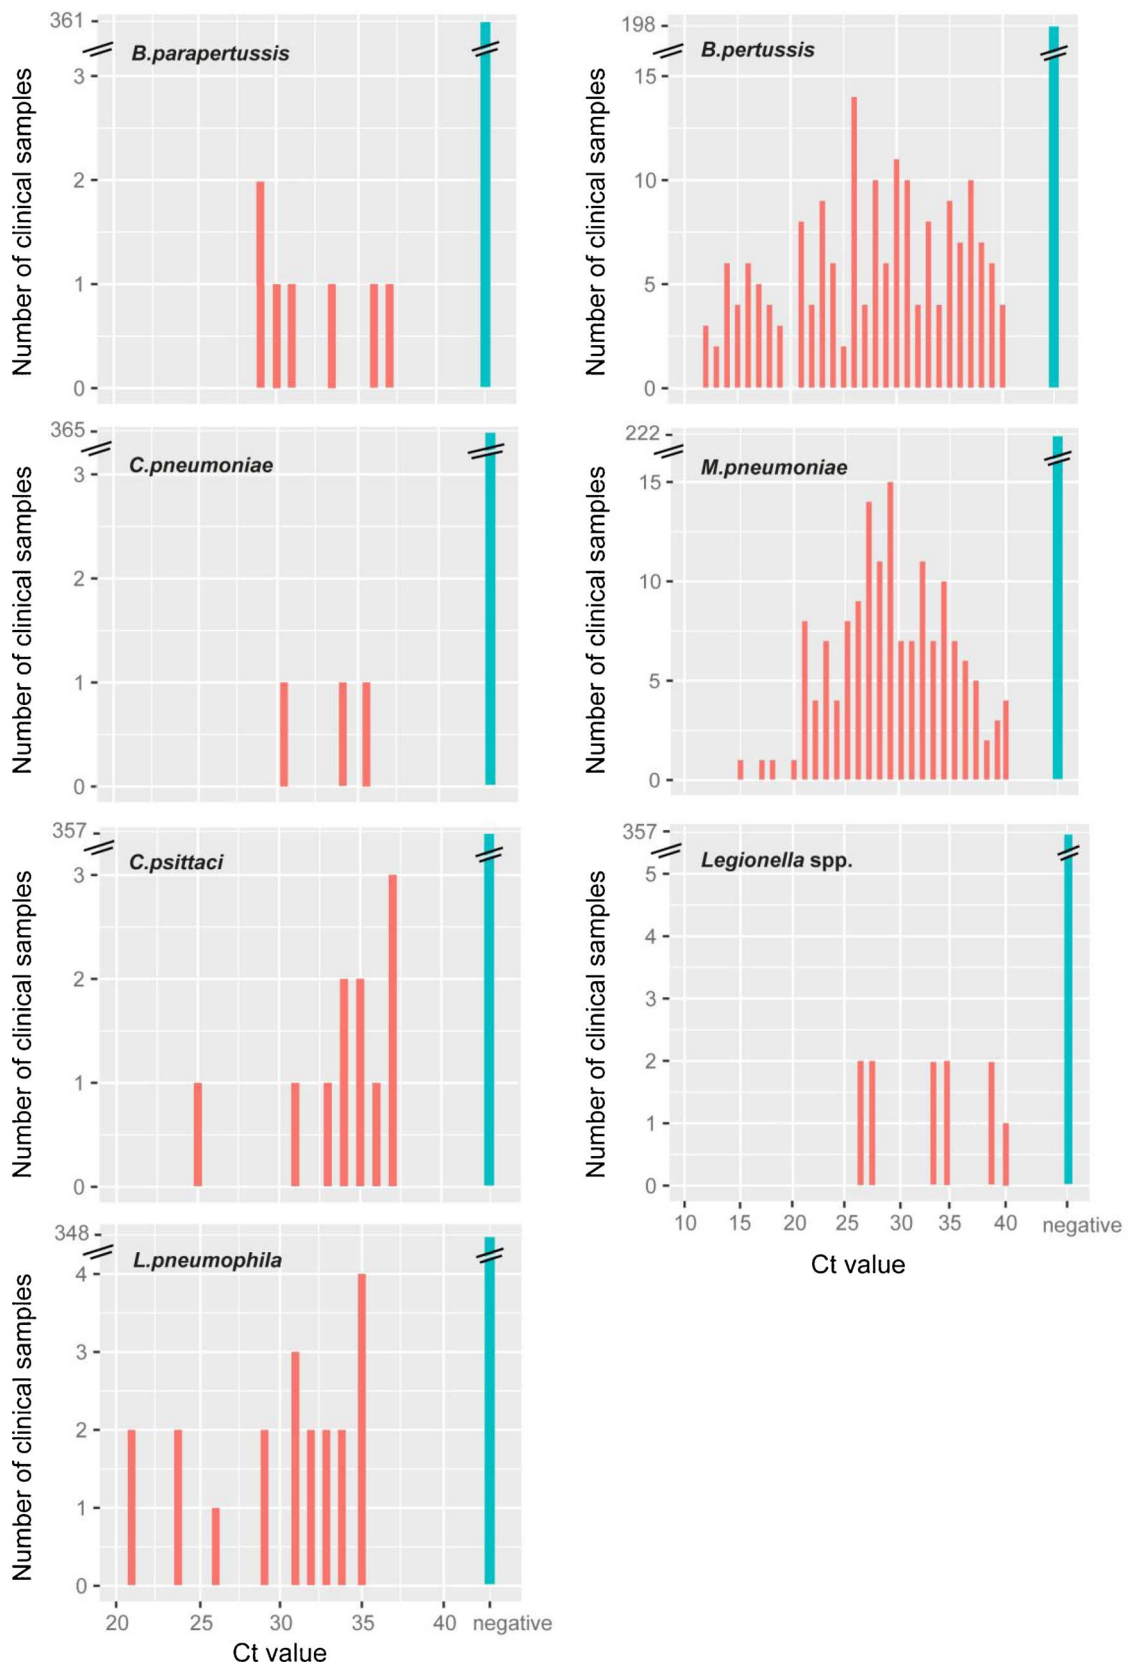 361
B.parapertussis
3
2
1
0
Number of clinical samples
198
B.pertussis
15
10
5
0
Number of clinical samples
365
C.pneumoniae
3
2
1
0
Number of clinical samples
222
M.pneumoniae
15
10
5
0
Number of clinical samples
357
C.psittaci
3
2
1
0
Number of clinical samples
357
Legionella spp.
5
4
3
2
1
0
Number of clinical samples
10 15 20 25 30 35 40 negative
Ct value
348
L.pneumophila
4
3
2
1
0
Number of clinical samples
20 25 30 35 40 negative
Ct value